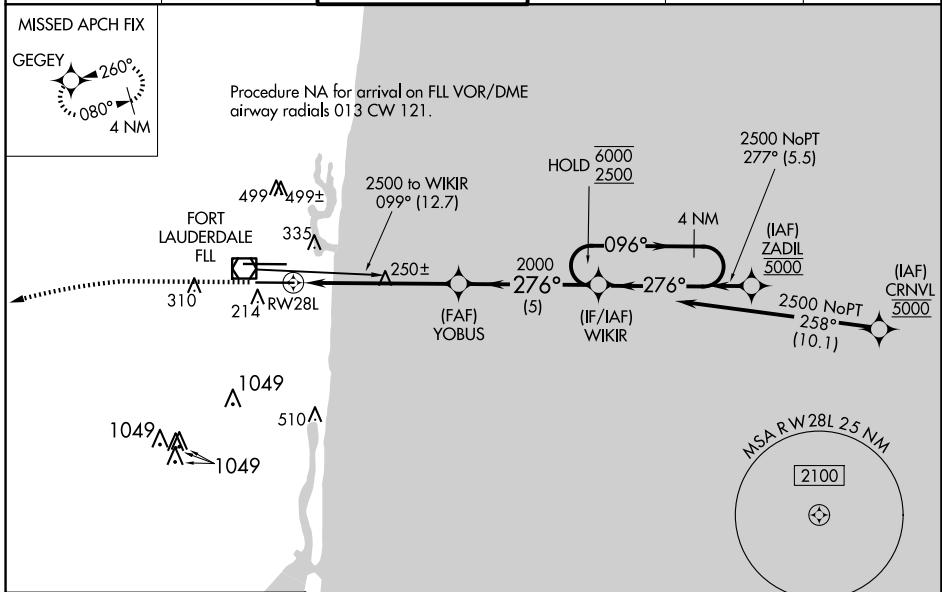 MISSED APCH FIX
GEGEY
260°
080°
4 NM
Procedure NA for arrival on FLL VOR/DME
airway radials 013 CW 121.
HOLD
6000
2500
2500 NoPT
277° (5.5)
499
499±
2500 to WIKIR
099° (12.7)
4 NM
FORT
LAUDERDALE
FLL
335
096°
(IAF)
ZADIL
5000
250±
2000
276°
(5)
276°
(IAF)
CRNVL
5000
310
214
RW28L
(FAF)
YOBUS
(IF/IAF)
WIKIR
2500 NoPT
258°
(10.1)
1049
510
1049
1049
MSA RW28L 25 NM
2100